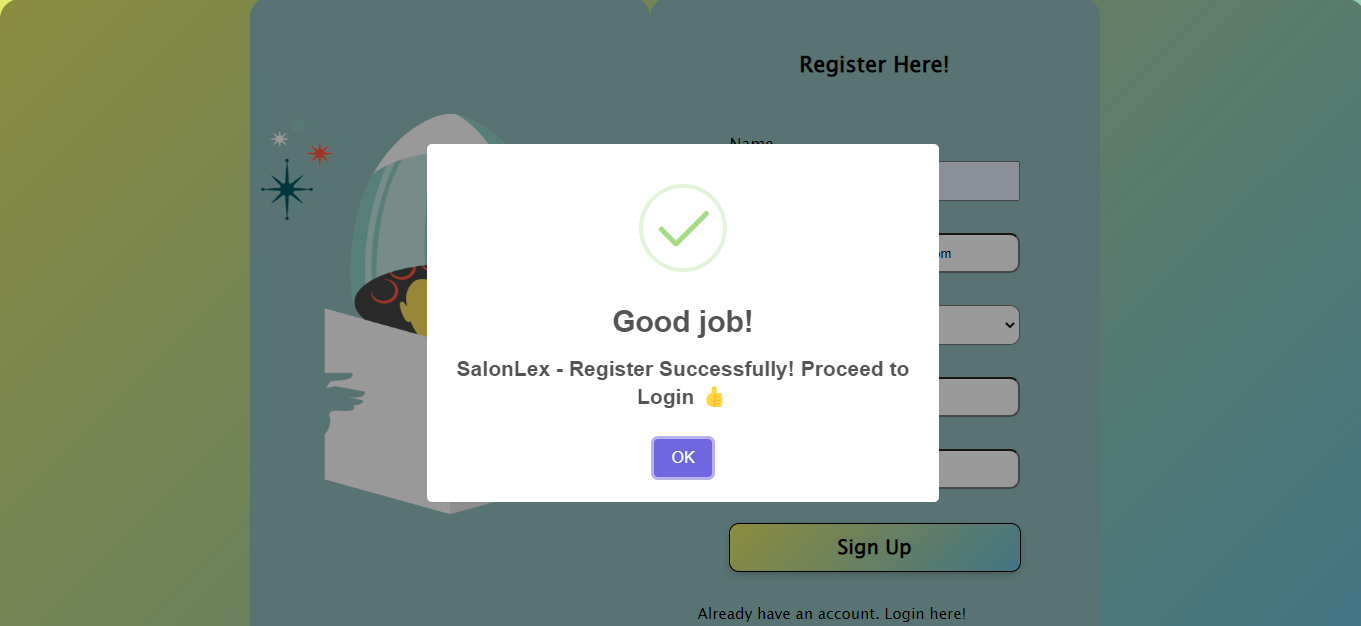 Register Here!
Name
om
Good job!
SalonLex - Register Successfully! Proceed to
Login 👍
OK
Sign Up
Already have an account. Login here!